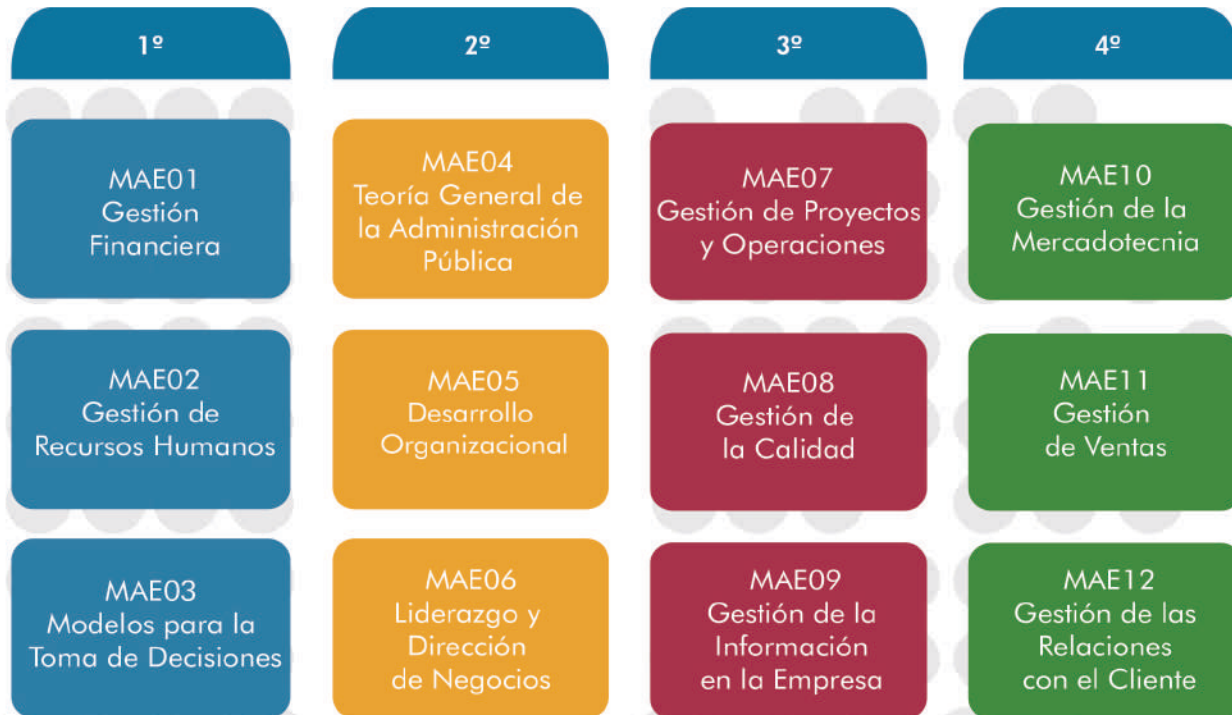 1º
2º
3º
4º
MAE01
Gestión
Financiera
MAE04
Teoría General de
la Administración
Pública
MAE07
Gestión de Proyectos
y Operaciones
MAE10
Gestión de la
Mercadotecnia
MAE02
Gestión de
Recursos Humanos
MAE05
Desarrollo
Organizacional
MAE08
Gestión de
la Calidad
MAE11
Gestión
de Ventas
MAE03
Modelos para la
Toma de Decisiones
MAE06
Liderazgo y
Dirección
de Negocios
MAE09
Gestión de la
Información
en la Empresa
MAE12
Gestión de las
Relaciones
con el Cliente